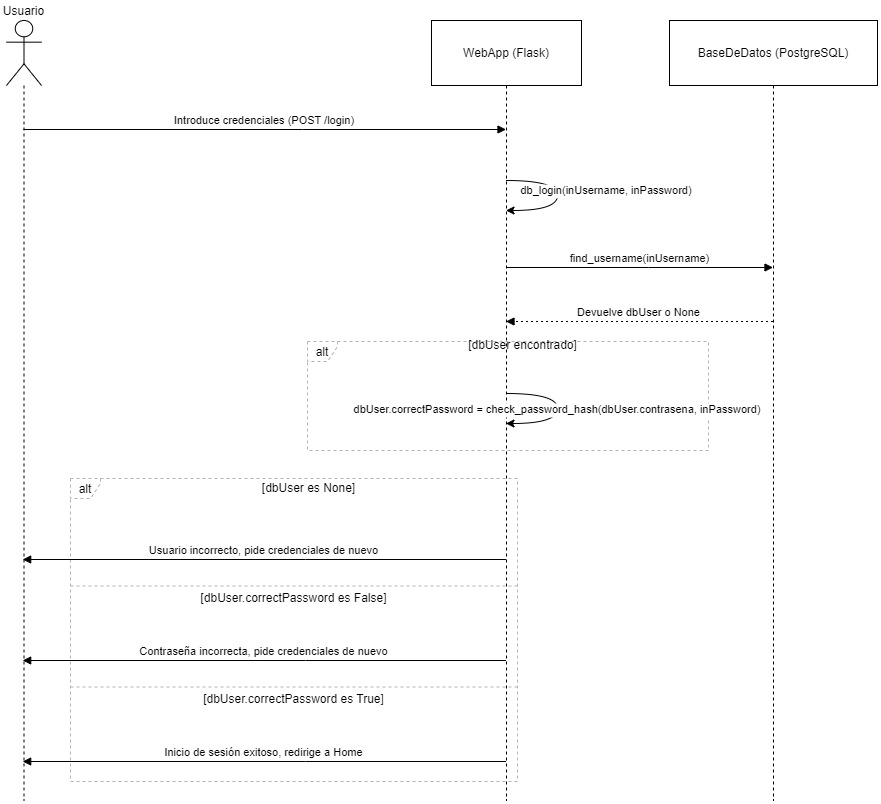 Usuario
WebApp (Flask)
BaseDeDatos (PostgreSQL)
Introduce credenciales (POST /login)
db_login(inUsername, inPassword)
find_username(inUsername)
Devuelve dbUser o None
alt
[dbUser encontrado]
dbUser.correctPassword = check_password_hash(dbUser.contrasena, inPassword)
alt
[dbUser es None]
Usuario incorrecto, pide credenciales de nuevo
[dbUser.correctPassword es False]
Contraseña incorrecta, pide credenciales de nuevo
[dbUser.correctPassword es True]
Inicio de sesión exitoso, redirige a Home